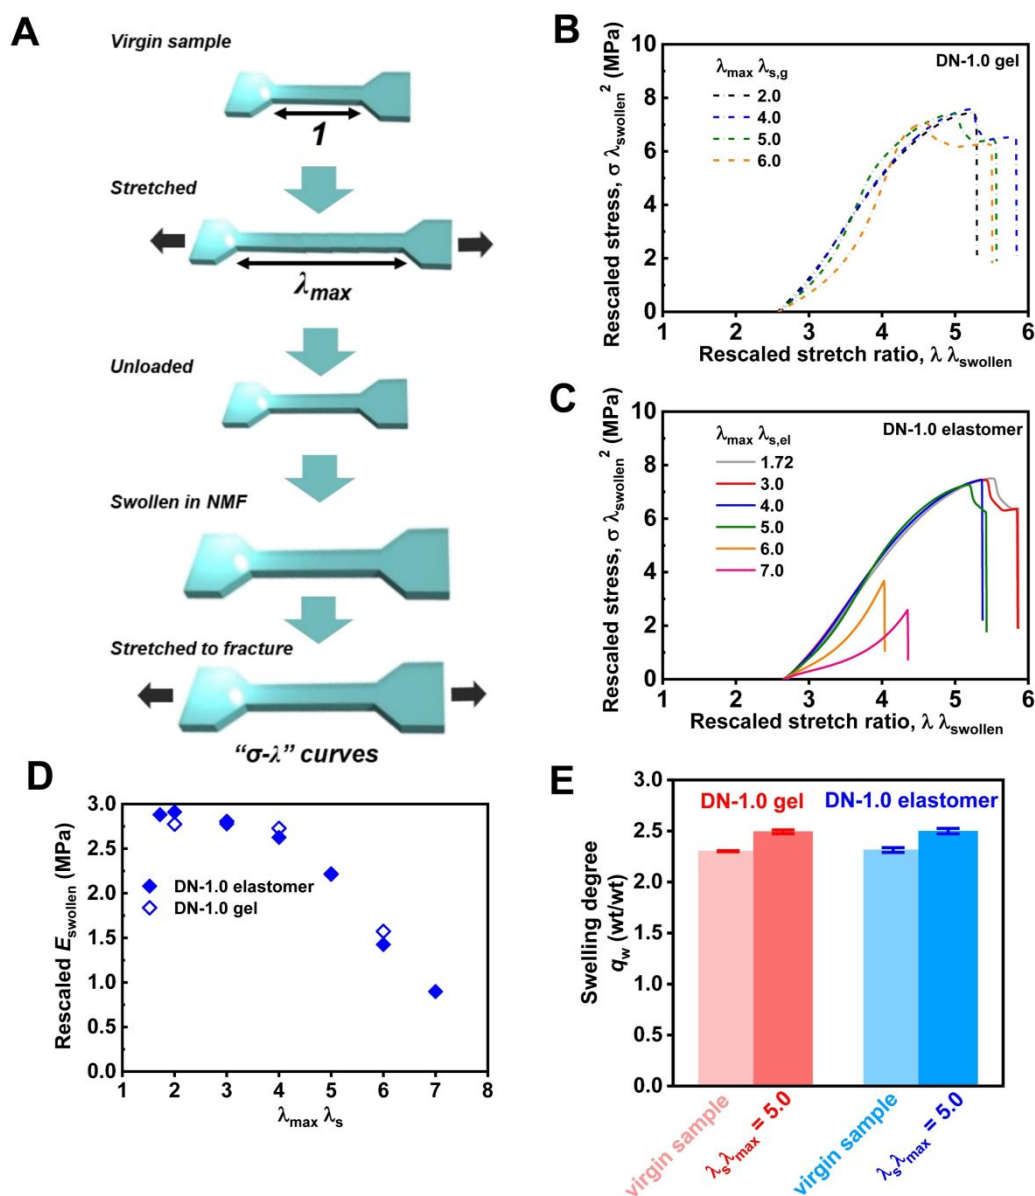 A
Virgin sample
1
Stretched
λmax
Unloaded
Swollen in NMF
Stretched to fracture
“σ-λ” curves
B
Rescaled stress, σ λswollen² (MPa)
10
8
6
4
2
0
DN-1.0 gel
λmax λs,g
2.0
4.0
5.0
6.0
1 2 3 4 5 6
Rescaled stretch ratio, λ λswollen
C
Rescaled stress, σ λswollen² (MPa)
10
8
6
4
2
0
DN-1.0 elastomer
λmax λs,el
1.72
3.0
4.0
5.0
6.0
7.0
1 2 3 4 5 6
Rescaled stretch ratio, λ λswollen
D
Rescaled Eswollen (MPa)
3.0
2.5
2.0
1.5
1.0
0.5
0.0
DN-1.0 elastomer
DN-1.0 gel
1 2 3 4 5 6 7 8
λmax λs
E
Swelling degree
qw (wt/wt)
3.0
2.5
2.0
1.5
1.0
0.5
0.0
DN-1.0 gel DN-1.0 elastomer
virgin sample
λsλmax = 5.0
virgin sample
λsλmax = 5.0